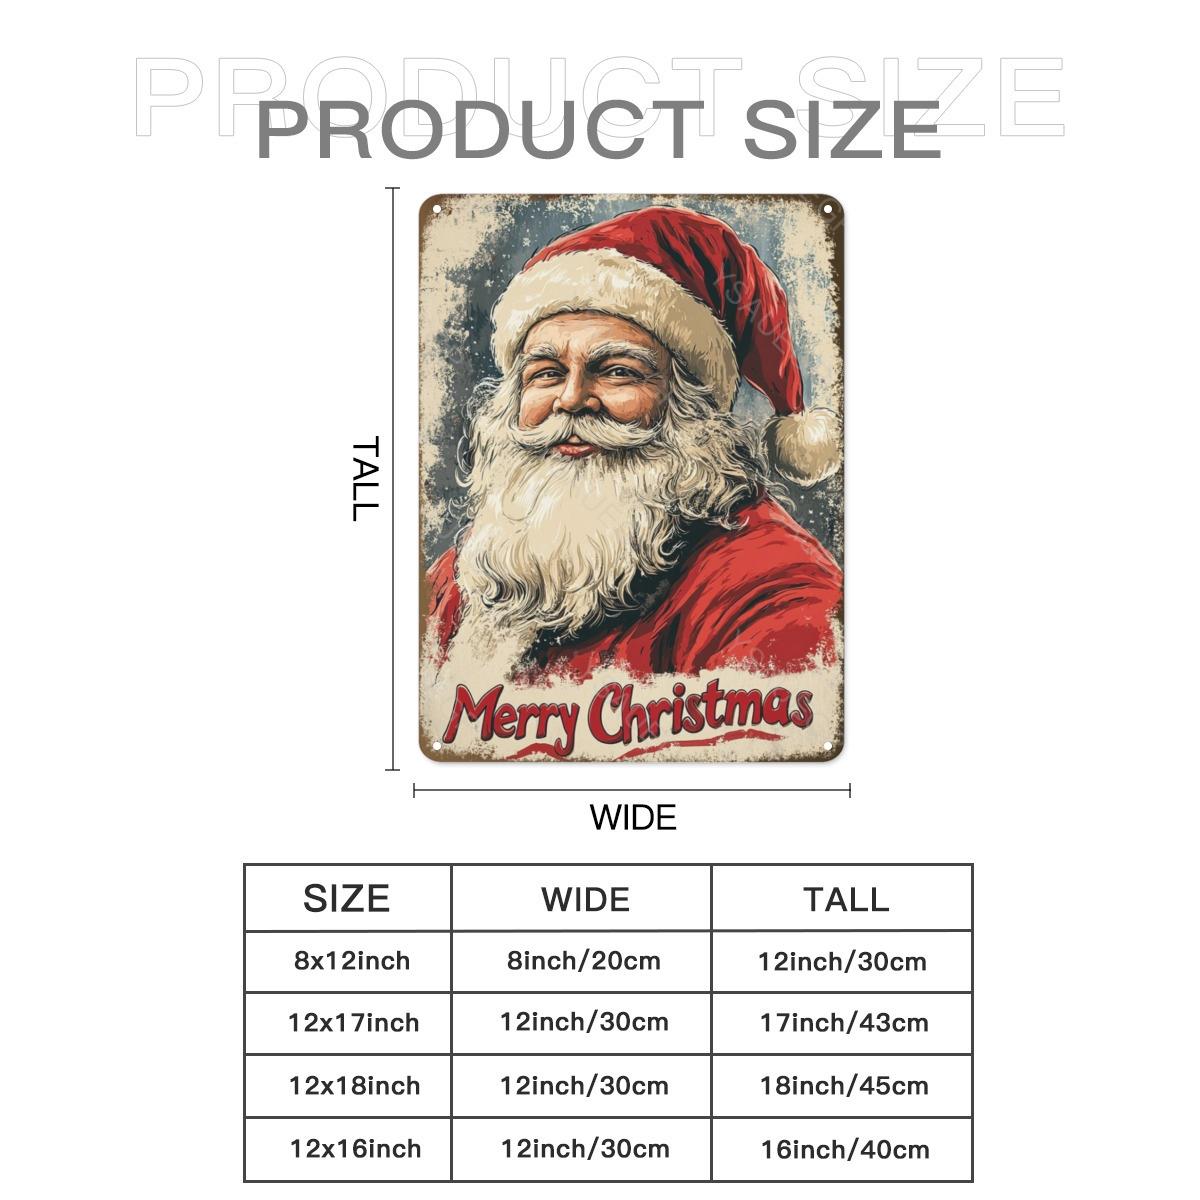 PRODUCT SIZE
PRODUCT SIZE
TALL
YSAUE
Merry Christmas
WIDE
SIZE WIDE TALL
8x12inch 8inch/20cm 12inch/30cm
12x17inch 12inch/30cm 17inch/43cm
12x18inch 12inch/30cm 18inch/45cm
12x16inch 12inch/30cm 16inch/40cm